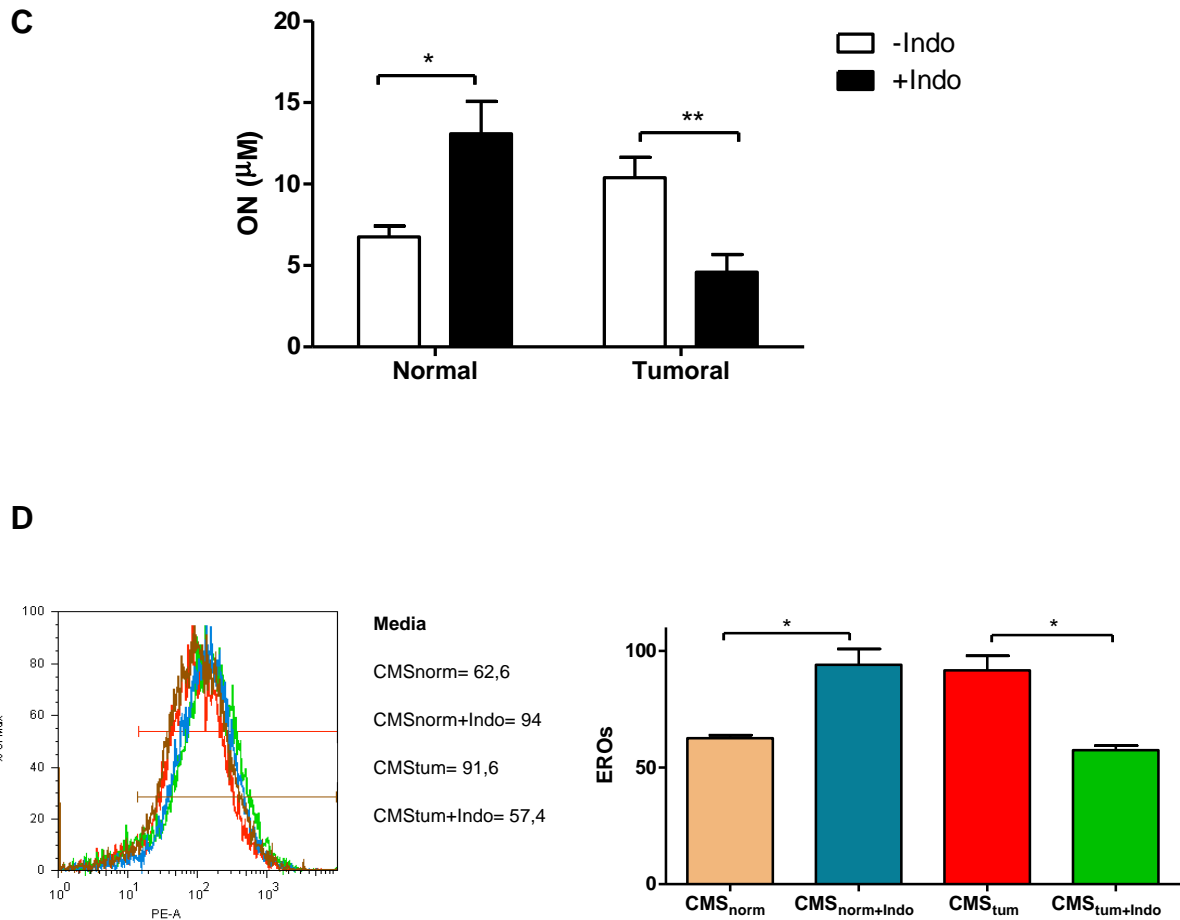 C
20
15
10
5
0
ON (µM)
*
**
-Indo
+Indo
Normal
Tumoral
D
100
80
60
40
20
0
10^0
10^1
10^2
10^3
PE-A
Media
CMSnorm= 62,6
CMSnorm+Indo= 94
CMStum= 91,6
CMStum+Indo= 57,4
100
50
0
EROs
*
*
CMSnorm
CMSnorm+Indo
CMStum
CMStum+Indo